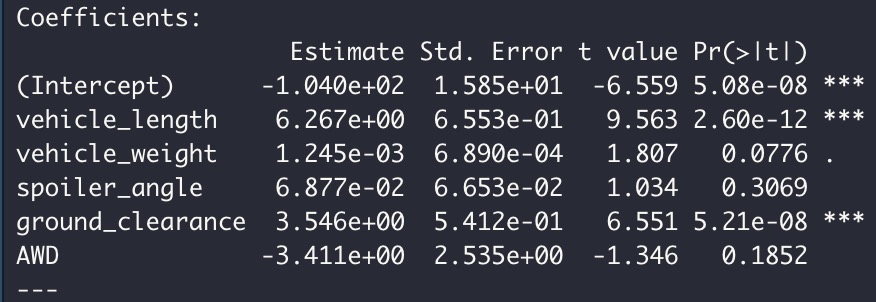 Coefficients:
Estimate Std. Error t value Pr(>|t|)
(Intercept) -1.040e+02 1.585e+01 -6.559 5.08e-08 ***
vehicle_length 6.267e+00 6.553e-01 9.563 2.60e-12 ***
vehicle_weight 1.245e-03 6.890e-04 1.807 0.0776 .
spoiler_angle 6.877e-02 6.653e-02 1.034 0.3069
ground_clearance 3.546e+00 5.412e-01 6.551 5.21e-08 ***
AWD -3.411e+00 2.535e+00 -1.346 0.1852
---